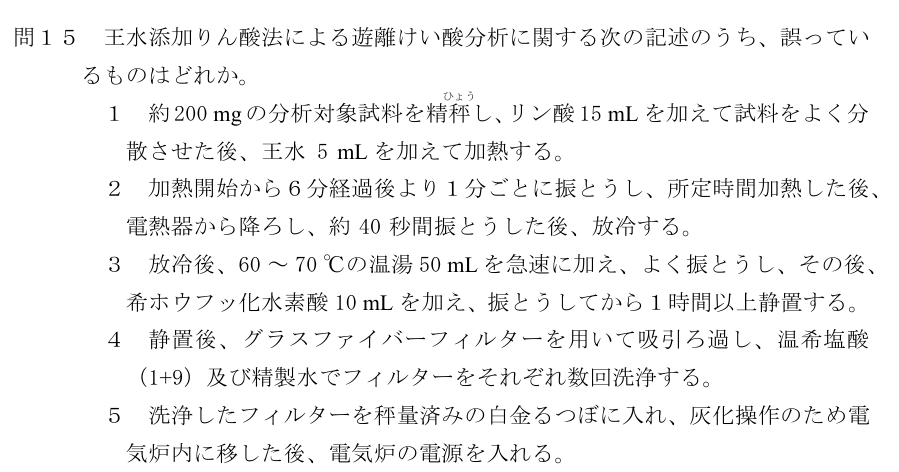 問１５　王水添加りん酸法による遊離けい酸分析に関する次の記述のうち、誤ってい
るものはどれか。
１　約200 mgの分析対象試料を精秤（ひょう）し、リン酸 15 mL を加えて試料をよく分
散させた後、王水 5 mL を加えて加熱する。
２　加熱開始から６分経過後より１分ごとに振とうし、所定時間加熱した後、
電熱器から降ろし、約 40 秒間振とうした後、放冷する。
３　放冷後、60 ～ 70 ℃の温湯 50 mL を急速に加え、よく振とうし、その後、
希ホウフッ化水素酸 10 mL を加え、振とうしてから１時間以上静置する。
４　静置後、グラスファイバーフィルターを用いて吸引ろ過し、温希塩酸
（1+9）及び精製水でフィルターをそれぞれ数回洗浄する。
５　洗浄したフィルターを秤量済みの白金るつぼに入れ、灰化操作のため電
気炉内に移した後、電気炉の電源を入れる。